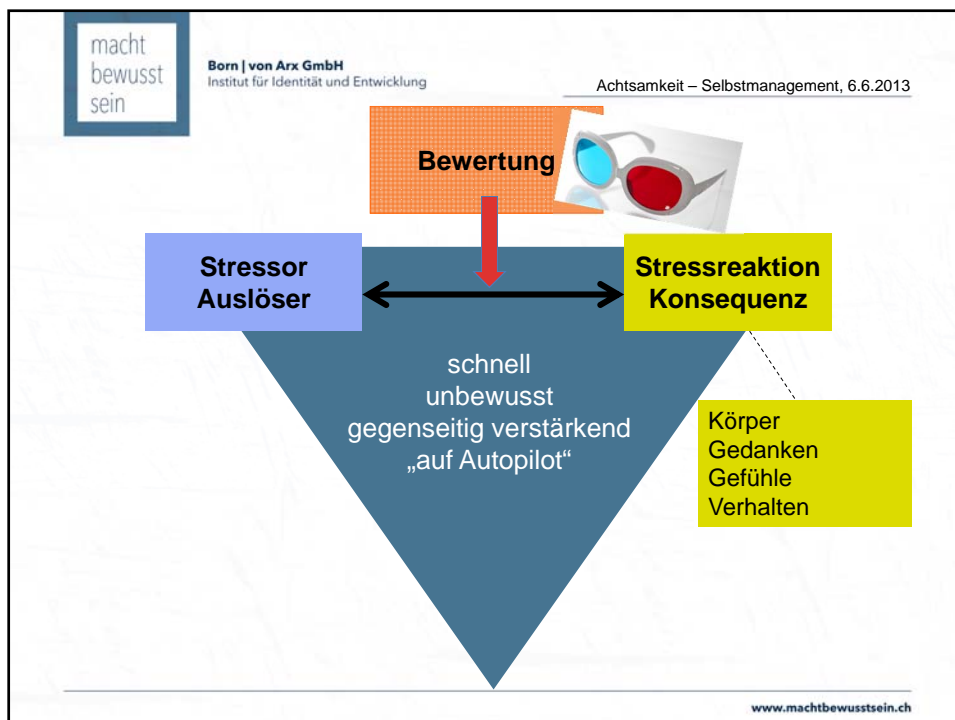 macht
bewusst
sein
Born | von Arx GmbH
Institut für Identität und Entwicklung
Achtsamkeit – Selbstmanagement, 6.6.2013
Bewertung
Stressor
Auslöser
Stressreaktion
Konsequenz
schnell
unbewusst
gegenseitig verstärkend
„auf Autopilot“
Körper
Gedanken
Gefühle
Verhalten
www.machtbewusstsein.ch